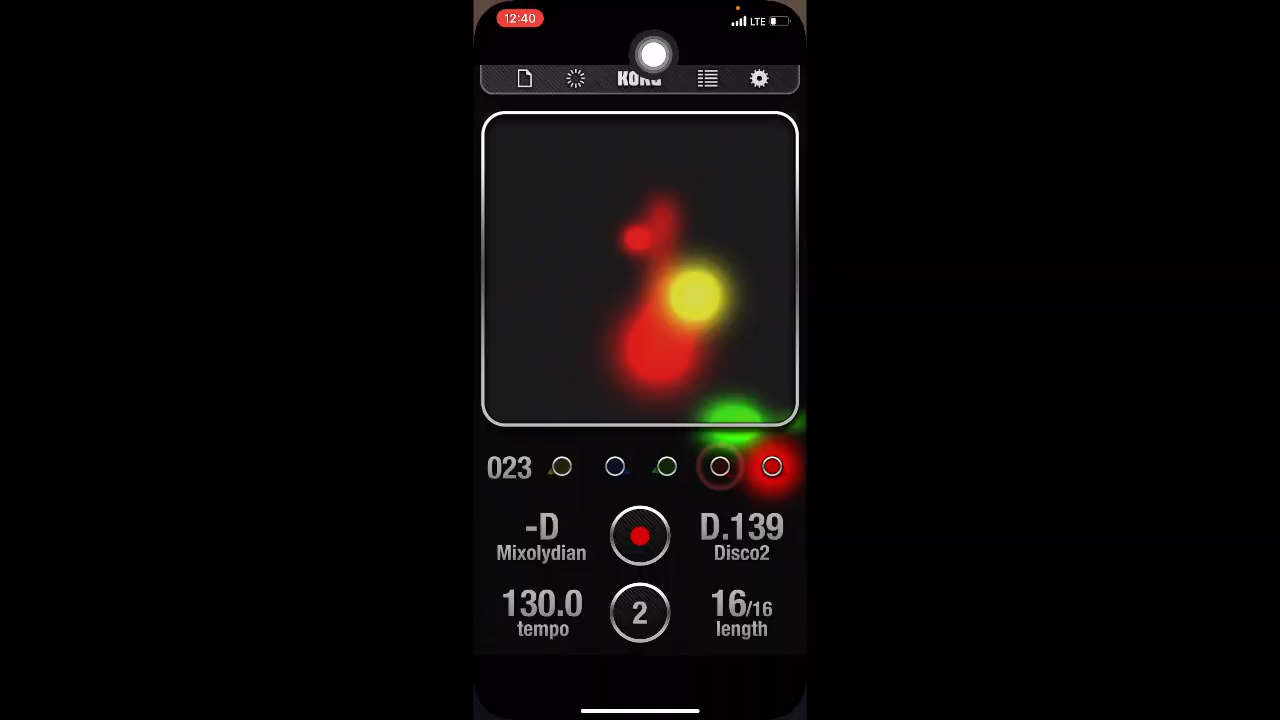 12:40
LTE
KORG
023
-D
D.139
Mixolydian
Disco2
130.0
2
16/16
tempo
length